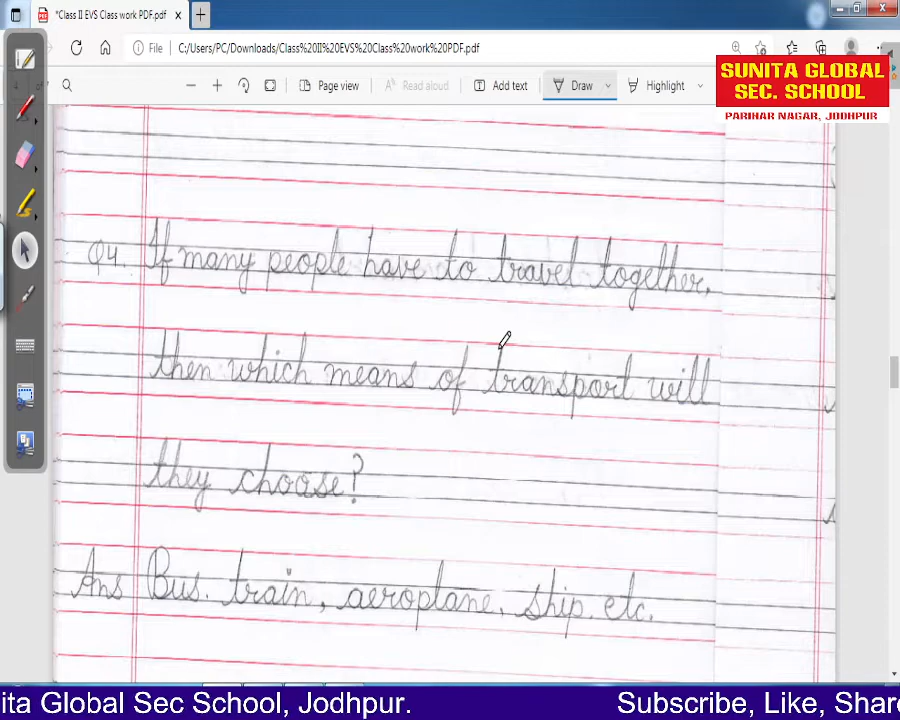 *Class II EVS Class work PDF.pdf
File C:/Users/PC/Downloads/Class%20II%20EVS%20Class%20work%20PDF.pdf
Page view Read aloud Add text Draw Highlight
SUNITA GLOBAL
SEC. SCHOOL
PARIHAR NAGAR, JODHPUR
Q4. If many people have to travel together,
then which means of transport will
they choose?
Ans Bus. train, aeroplane, ship. etc.
nita Global Sec School, Jodhpur. Subscribe, Like, Share